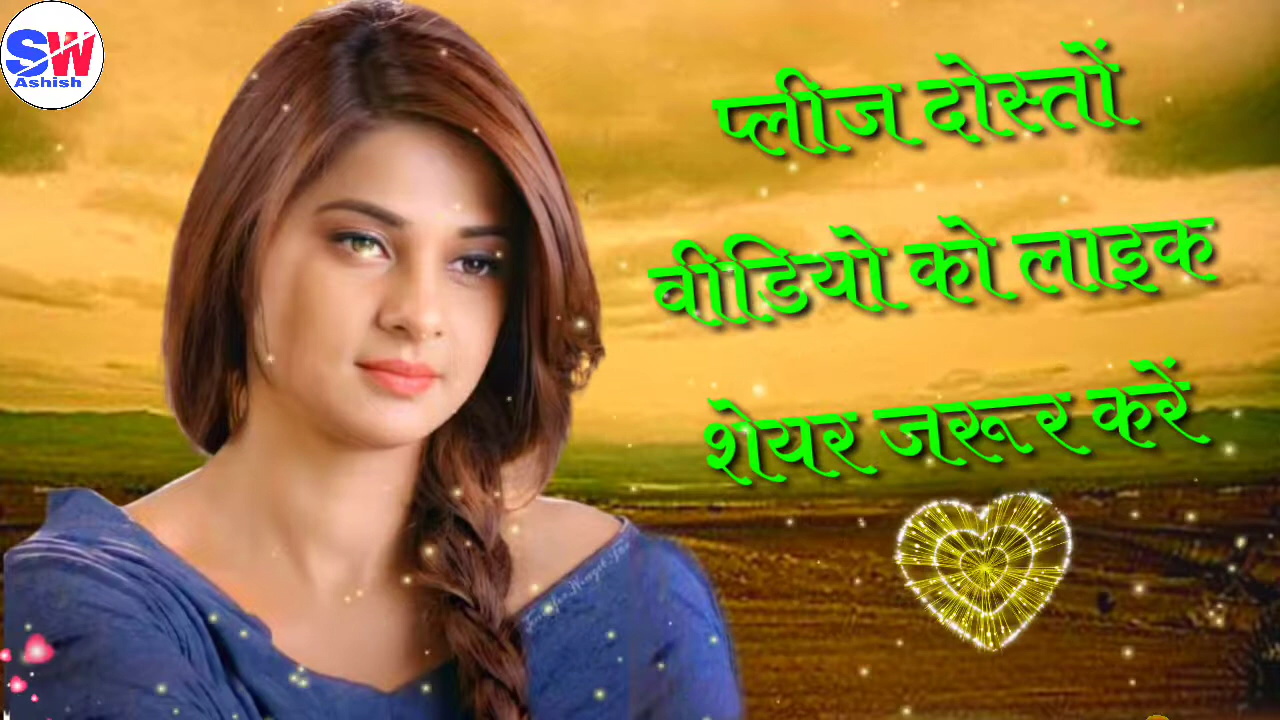 SW
Ashish
प्लीज दोस्तों
वीडियो को लाइक
शेयर जरूर करें